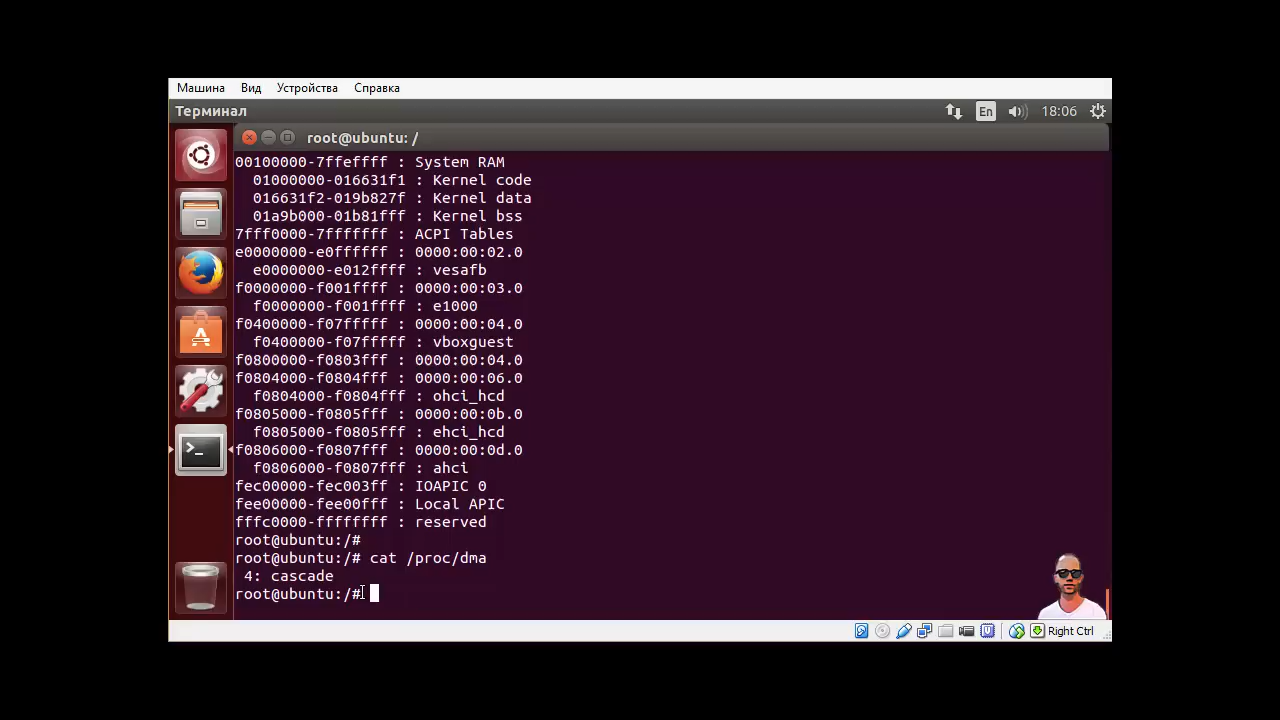 Машина Вид Устройства Справка
Терминал En 18:06
root@ubuntu: /
00100000-7ffeffff : System RAM
  01000000-016631f1 : Kernel code
  016631f2-019b827f : Kernel data
  01a9b000-01b81fff : Kernel bss
7fff0000-7fffffff : ACPI Tables
e0000000-e0ffffff : 0000:00:02.0
  e0000000-e012ffff : vesafb
f0000000-f001ffff : 0000:00:03.0
  f0000000-f001ffff : e1000
f0400000-f07fffff : 0000:00:04.0
  f0400000-f07fffff : vboxguest
f0800000-f0803fff : 0000:00:04.0
f0804000-f0804fff : 0000:00:06.0
  f0804000-f0804fff : ohci_hcd
f0805000-f0805fff : 0000:00:0b.0
  f0805000-f0805fff : ehci_hcd
f0806000-f0807fff : 0000:00:0d.0
  f0806000-f0807fff : ahci
fec00000-fec003ff : IOAPIC 0
fee00000-fee00fff : Local APIC
fffc0000-ffffffff : reserved
root@ubuntu:/#
root@ubuntu:/# cat /proc/dma
 4: cascade
root@ubuntu:/#
Right Ctrl